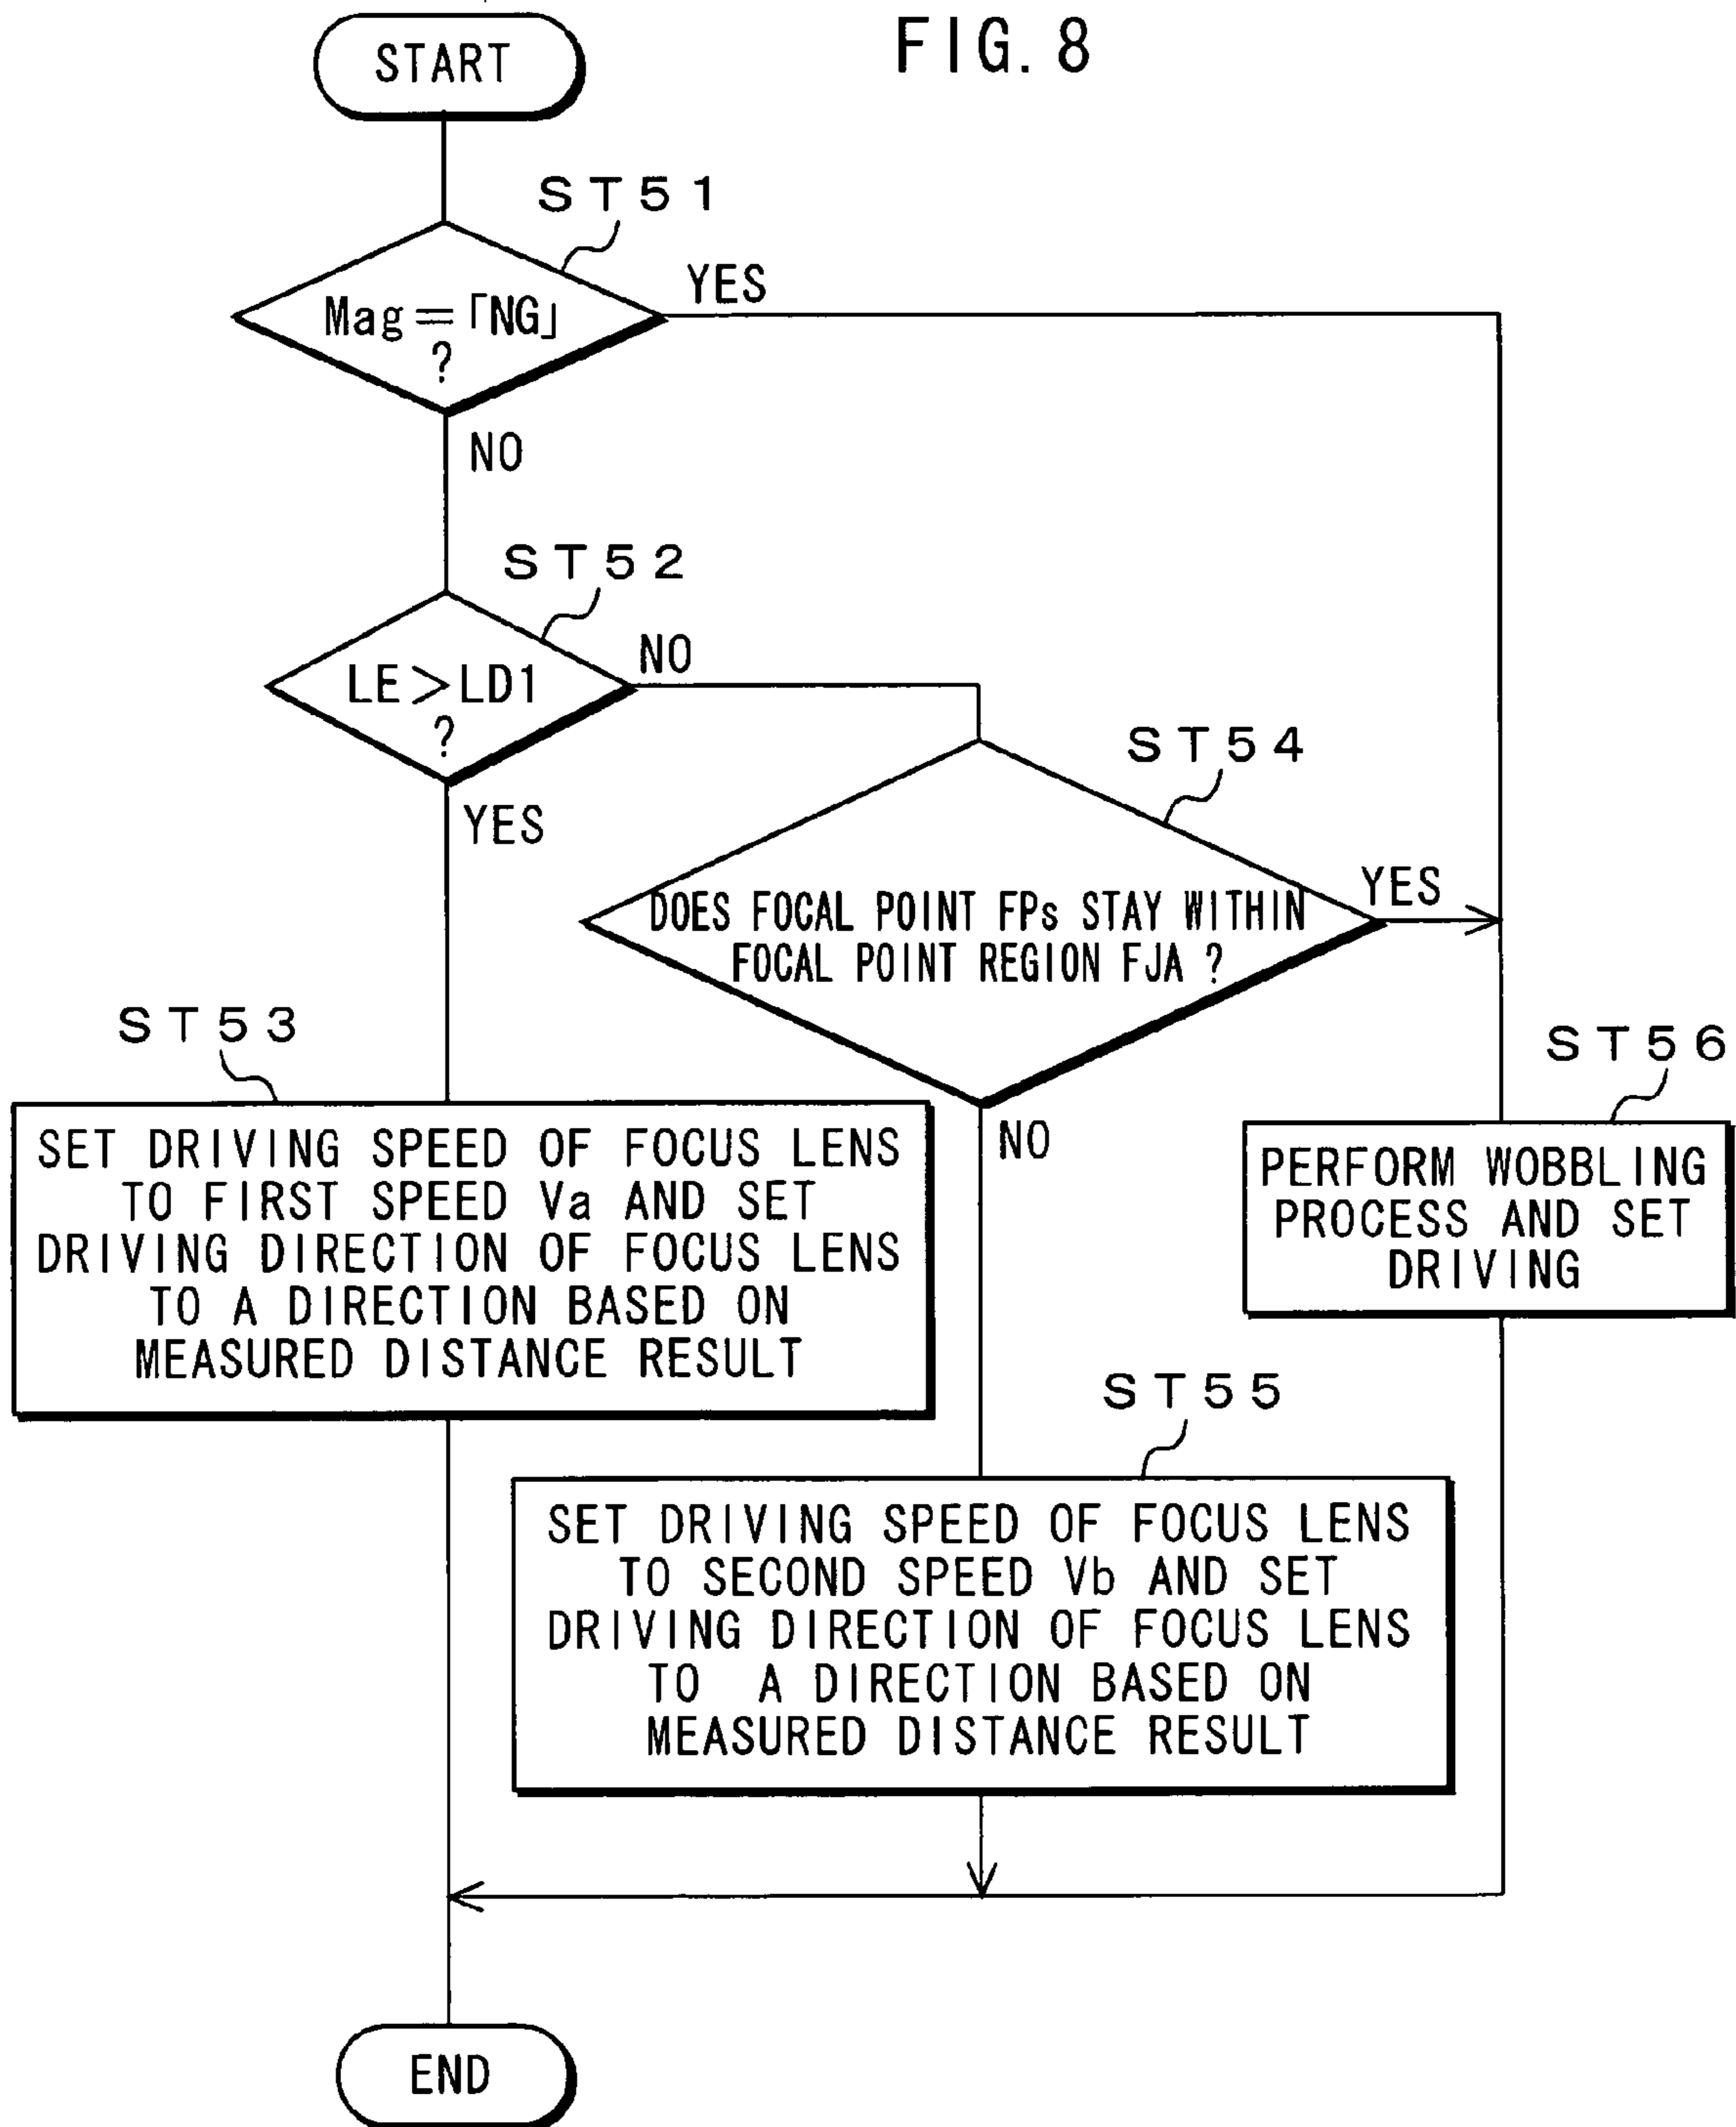 FIG. 8
START
ST51
Mag=「NG」
?
YES
NO
ST52
LE>LD1
?
NO
YES
ST54
DOES FOCAL POINT FPs STAY WITHIN
FOCAL POINT REGION FJA ?
YES
NO
ST53
SET DRIVING SPEED OF FOCUS LENS
TO FIRST SPEED Va AND SET
DRIVING DIRECTION OF FOCUS LENS
TO A DIRECTION BASED ON
MEASURED DISTANCE RESULT
ST56
PERFORM WOBBLING
PROCESS AND SET
DRIVING
ST55
SET DRIVING SPEED OF FOCUS LENS
TO SECOND SPEED Vb AND SET
DRIVING DIRECTION OF FOCUS LENS
TO A DIRECTION BASED ON
MEASURED DISTANCE RESULT
END